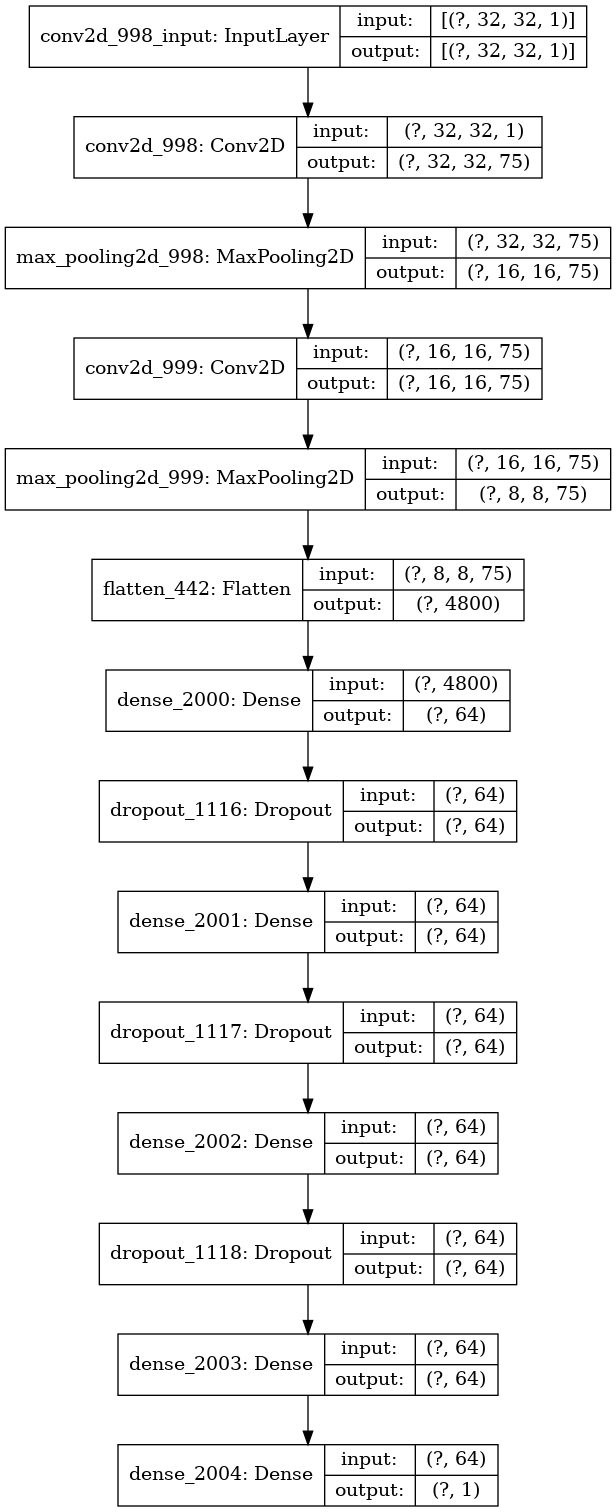 conv2d_998_input: InputLayer
input: [(?, 32, 32, 1)]
output: [(?, 32, 32, 1)]
conv2d_998: Conv2D
input: (?, 32, 32, 1)
output: (?, 32, 32, 75)
max_pooling2d_998: MaxPooling2D
input: (?, 32, 32, 75)
output: (?, 16, 16, 75)
conv2d_999: Conv2D
input: (?, 16, 16, 75)
output: (?, 16, 16, 75)
max_pooling2d_999: MaxPooling2D
input: (?, 16, 16, 75)
output: (?, 8, 8, 75)
flatten_442: Flatten
input: (?, 8, 8, 75)
output: (?, 4800)
dense_2000: Dense
input: (?, 4800)
output: (?, 64)
dropout_1116: Dropout
input: (?, 64)
output: (?, 64)
dense_2001: Dense
input: (?, 64)
output: (?, 64)
dropout_1117: Dropout
input: (?, 64)
output: (?, 64)
dense_2002: Dense
input: (?, 64)
output: (?, 64)
dropout_1118: Dropout
input: (?, 64)
output: (?, 64)
dense_2003: Dense
input: (?, 64)
output: (?, 64)
dense_2004: Dense
input: (?, 64)
output: (?, 1)